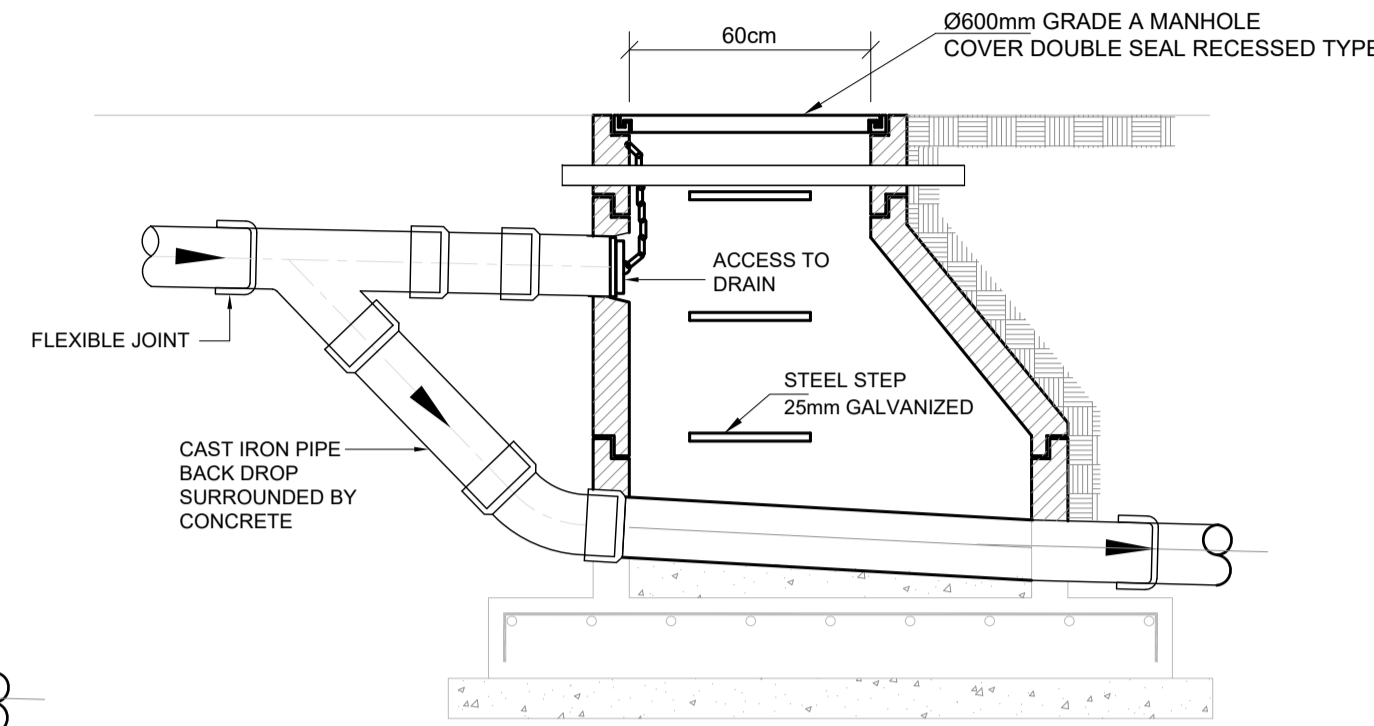 Ø600mm GRADE A MANHOLE
COVER DOUBLE SEAL RECESSED TYPE
60cm
ACCESS TO
DRAIN
FLEXIBLE JOINT
STEEL STEP
25mm GALVANIZED
CAST IRON PIPE
BACK DROP
SURROUNDED BY
CONCRETE